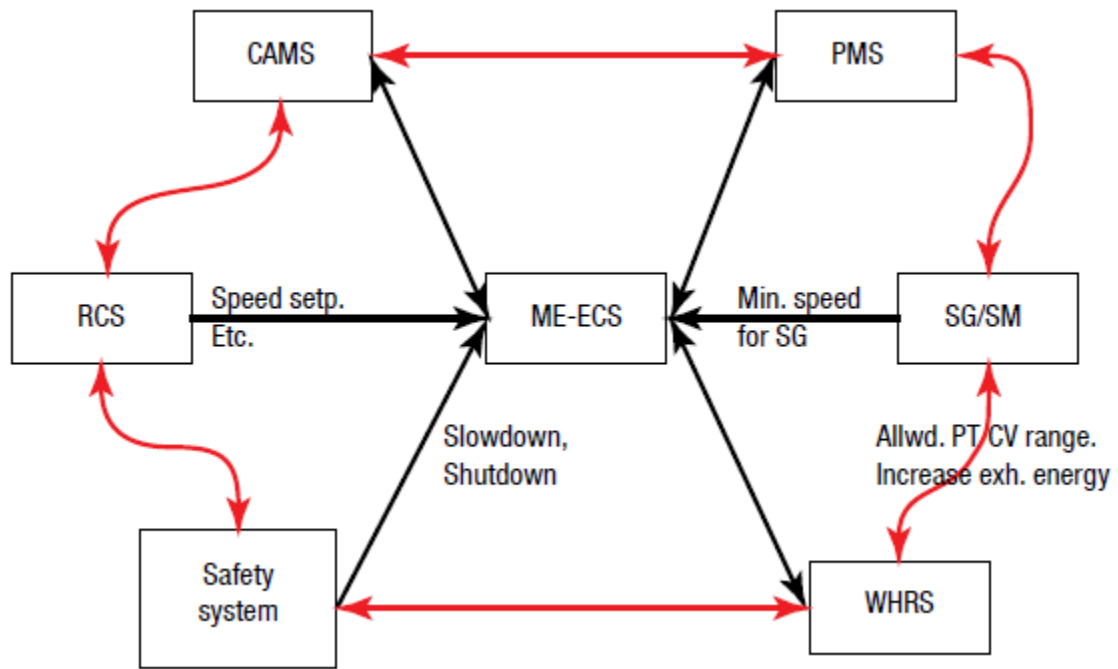 CAMS
PMS
RCS
Speed setp.
Etc.
ME-ECS
Min. speed
for SG
SG/SM
Slowdown,
Shutdown
Allwd. PT CV range.
Increase exh. energy
Safety
system
WHRS